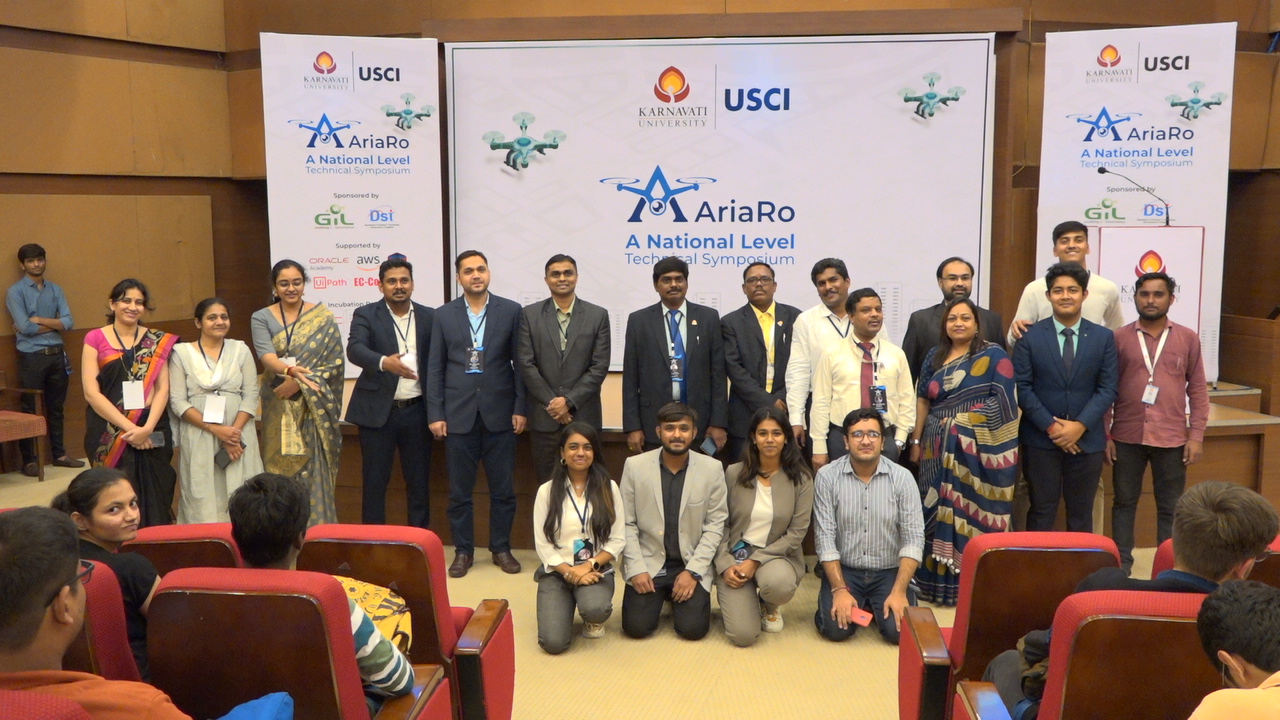 KARNAVATI
UNIVERSITY
USCI
AriaRo
A National Level
Technical Symposium
Sponsored by
GIL
DST
Supported by
ORACLE
Academy
aws
UiPath
KARNAVATI
UNIVERSITY
USCI
AriaRo
A National Level
Technical Symposium
KARNAVATI
UNIVERSITY
USCI
AriaRo
A National Level
Technical Symposium
Sponsored by
GIL